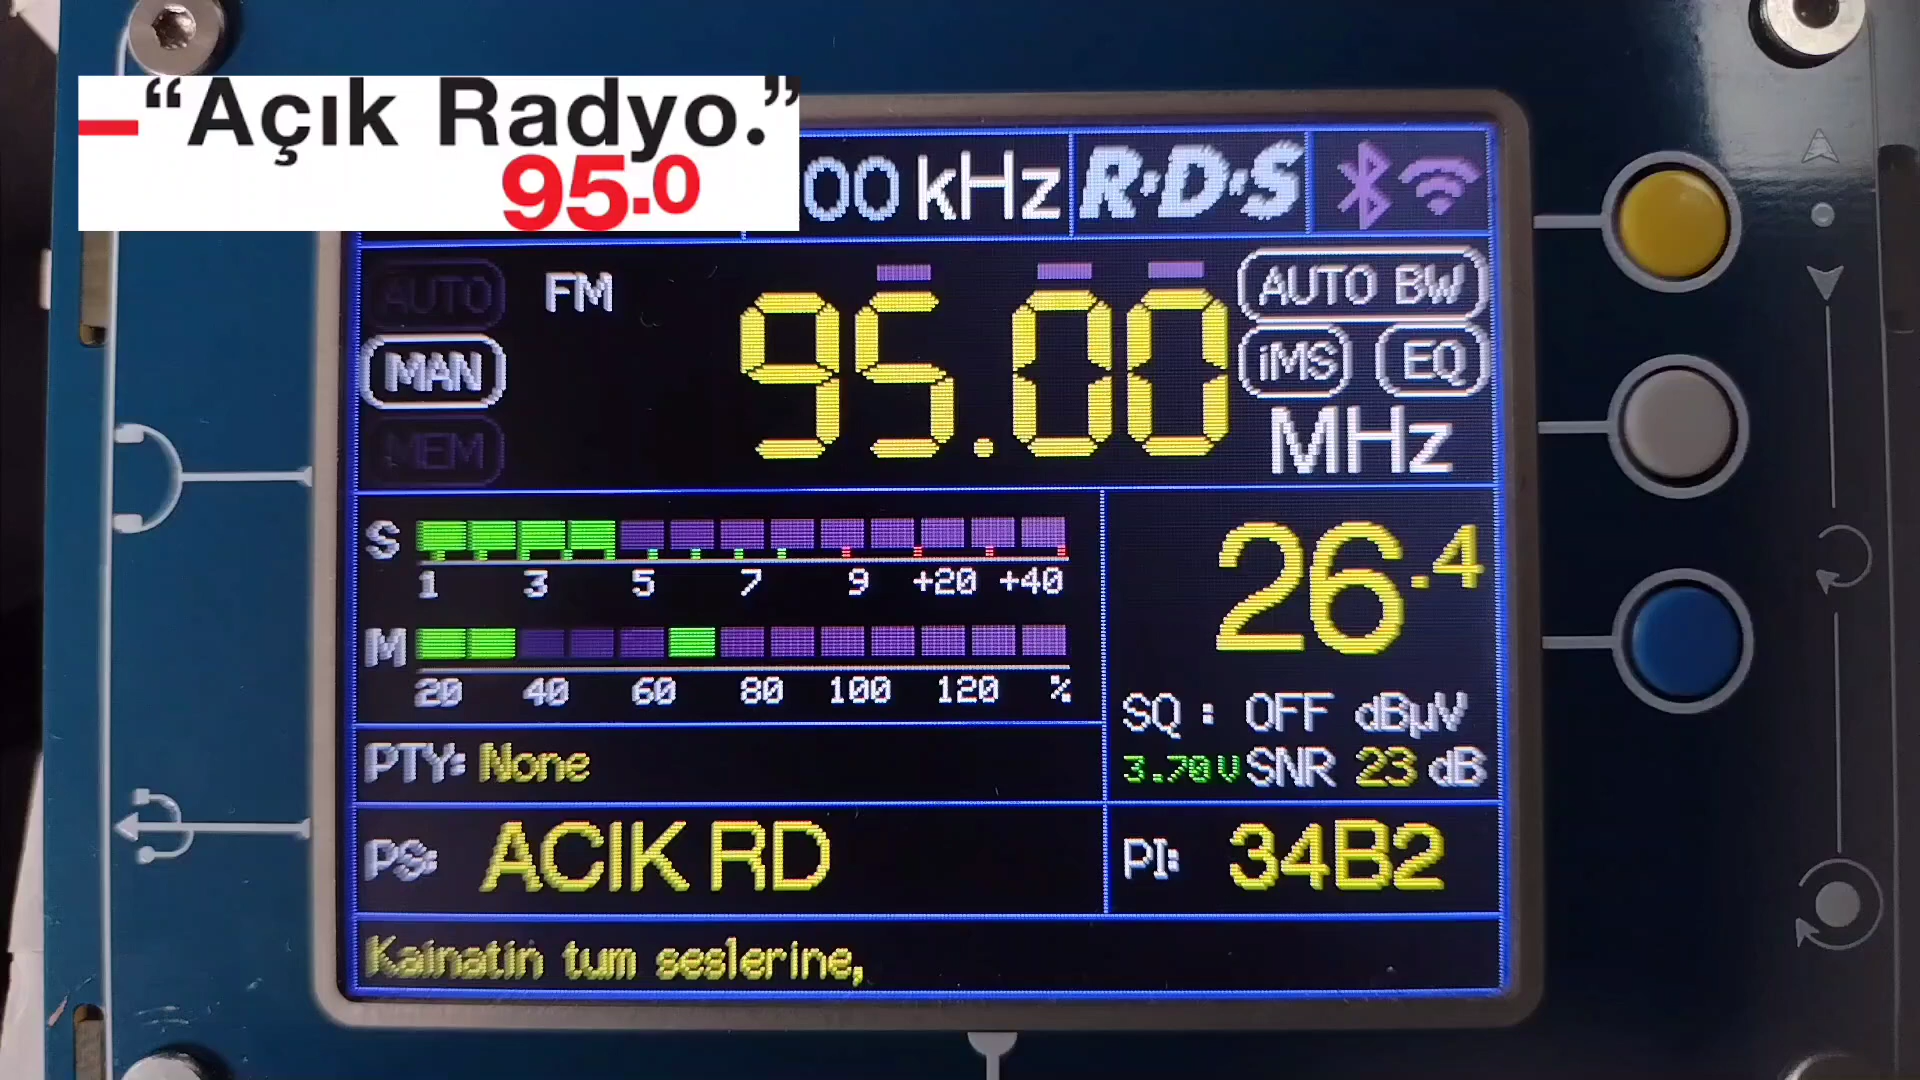 “Açık Radyo.”
95.0
00 kHz R·D·S
AUTO FM 95.00 AUTO BW
MAN iMS EQ
MEM MHz
S 1 3 5 7 9 +20 +40
26.4
M 20 40 60 80 100 120 %
SQ : OFF dBµV
3.70V SNR 23 dB
PTY: None
PS: ACIK RD PI: 34B2
Kainatin tum seslerine,